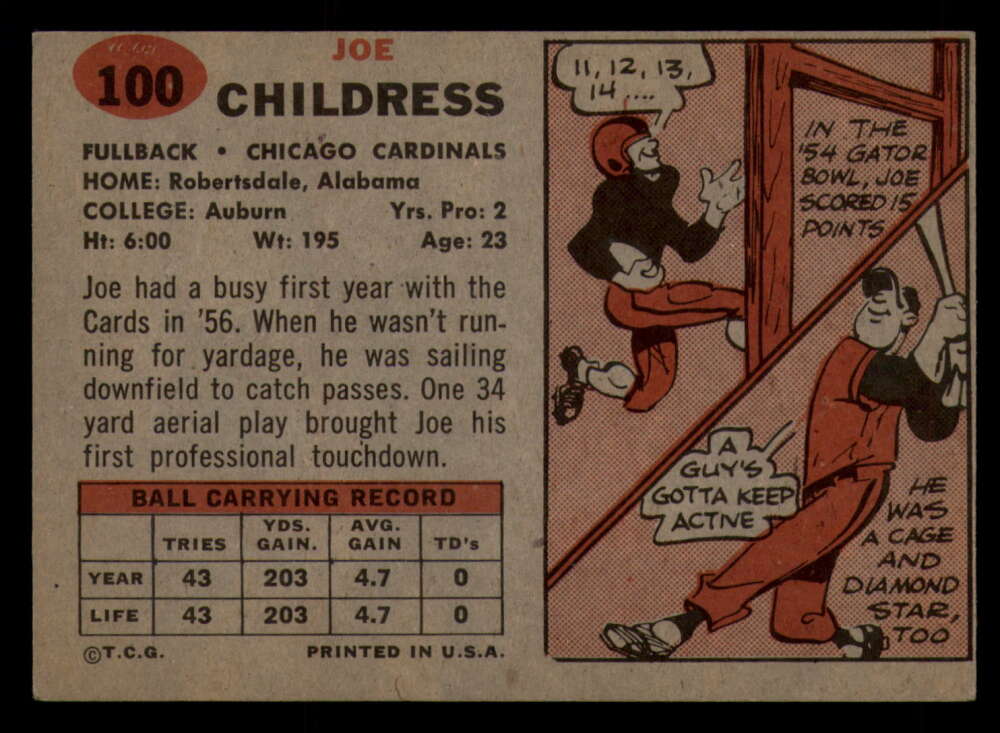 100
JOE
CHILDRESS
FULLBACK • CHICAGO CARDINALS
HOME: Robertsdale, Alabama
COLLEGE: Auburn Yrs. Pro: 2
Ht: 6:00 Wt: 195 Age: 23
Joe had a busy first year with the
Cards in '56. When he wasn't run-
ning for yardage, he was sailing
downfield to catch passes. One 34
yard aerial play brought Joe his
first professional touchdown.
BALL CARRYING RECORD
TRIES YDS. GAIN. AVG. GAIN TD's
YEAR 43 203 4.7 0
LIFE 43 203 4.7 0
©T.C.G. PRINTED IN U.S.A.
11, 12, 13,
14 ....
IN THE
'54 GATOR
BOWL, JOE
SCORED 15
POINTS
A
GUY'S
GOTTA KEEP
ACTIVE
HE
WAS
A CAGE
AND
DIAMOND
STAR,
TOO